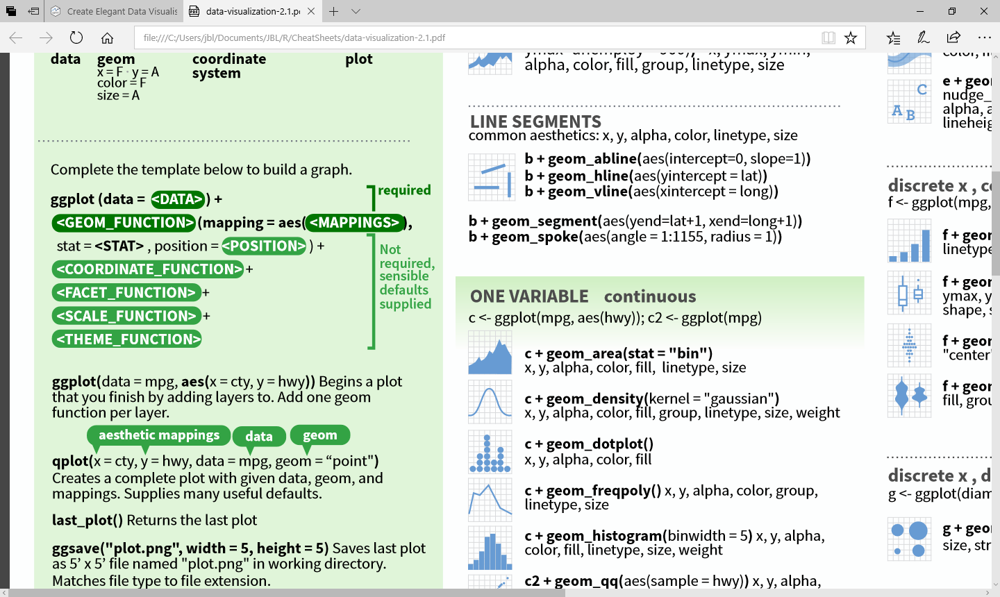 Create Elegant Data Visualis
data-visualization-2.1.p
file:///C:/Users/jbl/Documents/JBL/R/CheatSheets/data-visualization-2.1.pdf
data geom coordinate system plot
x = F · y = A
color = F
size = A
Complete the template below to build a graph.
ggplot (data = <DATA> ) +
required
<GEOM_FUNCTION> (mapping = aes( <MAPPINGS> ),
stat = <STAT> , position = <POSITION> ) +
<COORDINATE_FUNCTION> +
<FACET_FUNCTION> +
<SCALE_FUNCTION> +
<THEME_FUNCTION>
Not
required,
sensible
defaults
supplied
ggplot(data = mpg, aes(x = cty, y = hwy)) Begins a plot
that you finish by adding layers to. Add one geom
function per layer.
aesthetic mappings data geom
qplot(x = cty, y = hwy, data = mpg, geom = “point")
Creates a complete plot with given data, geom, and
mappings. Supplies many useful defaults.
last_plot() Returns the last plot
ggsave("plot.png", width = 5, height = 5) Saves last plot
as 5’ x 5’ file named "plot.png" in working directory.
Matches file type to file extension.
alpha, color, fill, group, linetype, size
LINE SEGMENTS
common aesthetics: x, y, alpha, color, linetype, size
b + geom_abline(aes(intercept=0, slope=1))
b + geom_hline(aes(yintercept = lat))
b + geom_vline(aes(xintercept = long))
b + geom_segment(aes(yend=lat+1, xend=long+1))
b + geom_spoke(aes(angle = 1:1155, radius = 1))
ONE VARIABLE continuous
c <- ggplot(mpg, aes(hwy)); c2 <- ggplot(mpg)
c + geom_area(stat = "bin")
x, y, alpha, color, fill, linetype, size
c + geom_density(kernel = "gaussian")
x, y, alpha, color, fill, group, linetype, size, weight
c + geom_dotplot()
x, y, alpha, color, fill
c + geom_freqpoly() x, y, alpha, color, group,
linetype, size
c + geom_histogram(binwidth = 5) x, y, alpha,
color, fill, linetype, size, weight
c2 + geom_qq(aes(sample = hwy)) x, y, alpha,
C
A B
e + geor
nudge_
alpha, a
lineheig
discrete x , co
f <- ggplot(mpg,
f + geor
linetype
f + geor
ymax, y
shape, s
f + geor
"center"
f + geor
fill, grou
discrete x , d
g <- ggplot(diam
g + geo
size, str